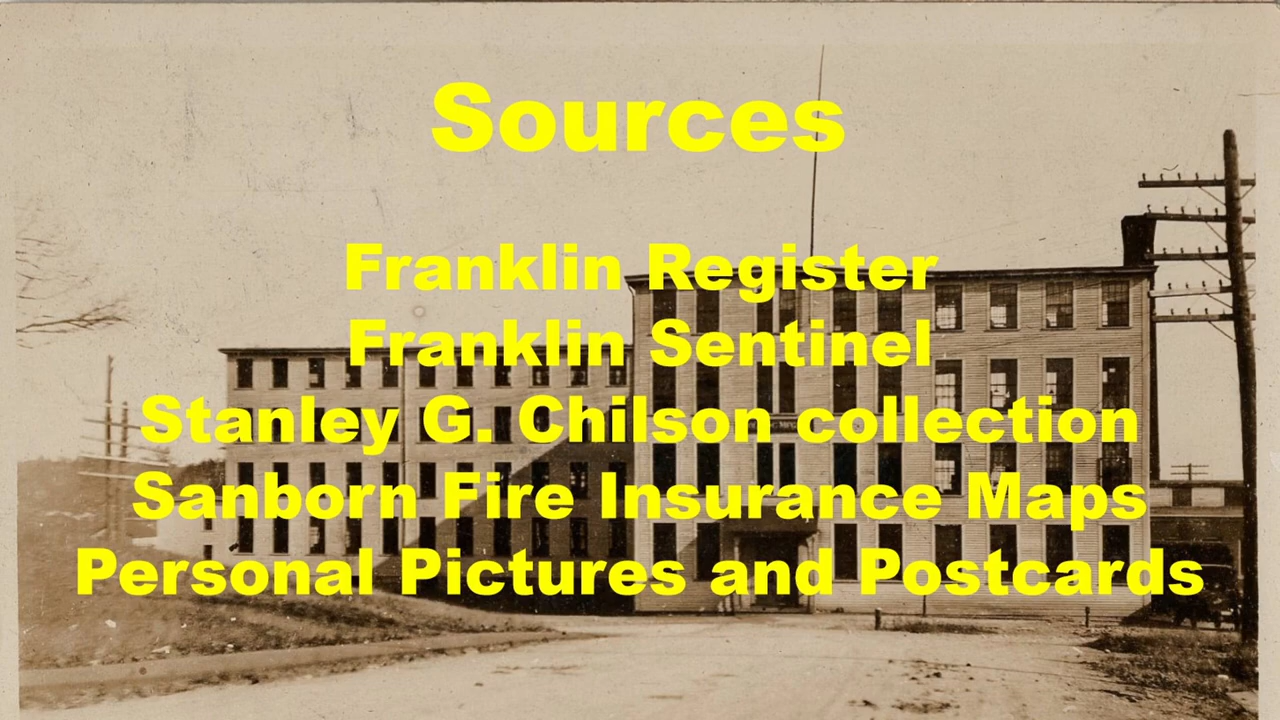 Sources
Franklin Register
Franklin Sentinel
Stanley G. Chilson collection
Sanborn Fire Insurance Maps
Personal Pictures and Postcards